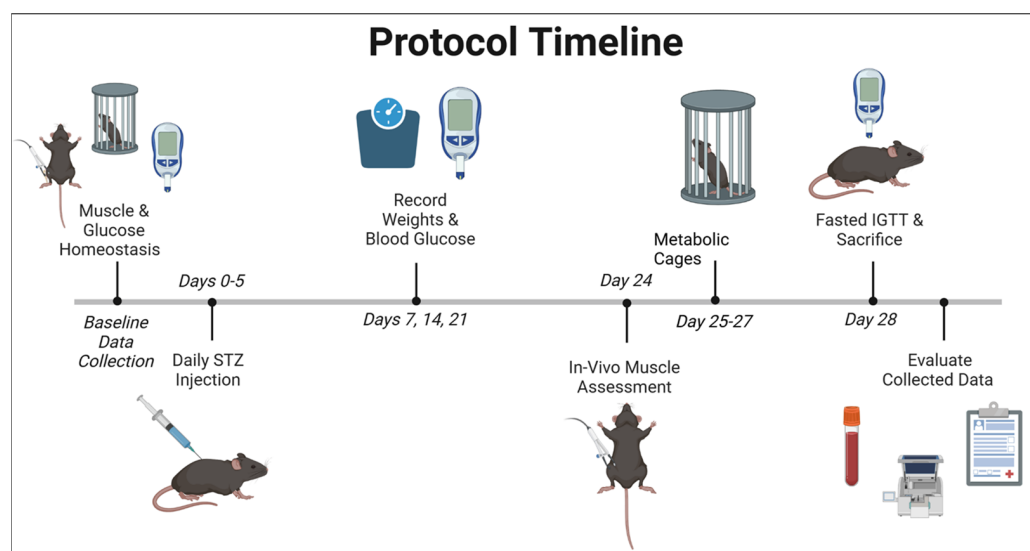 Protocol Timeline
Muscle &
Glucose
Homeostasis
Baseline
Data
Collection
Days 0-5
Daily STZ
Injection
Record
Weights &
Blood Glucose
Days 7, 14, 21
Day 24
In-Vivo Muscle
Assessment
Metabolic
Cages
Day 25-27
Fasted IGTT &
Sacrifice
Day 28
Evaluate
Collected Data